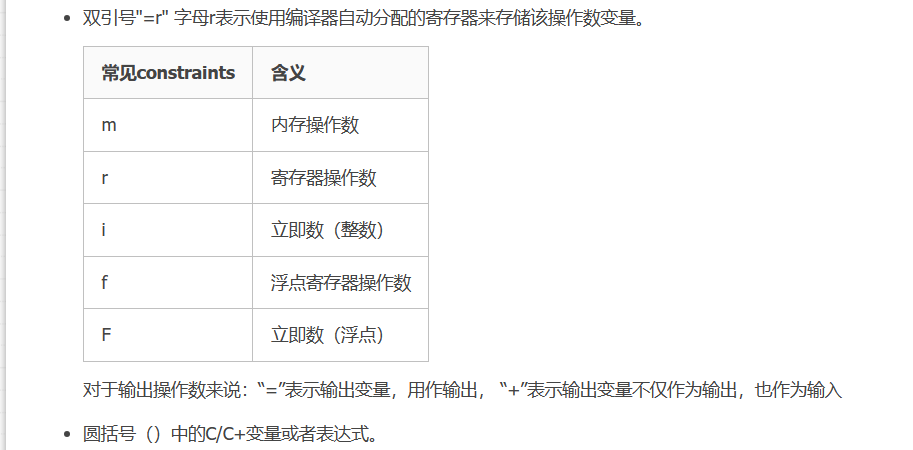 双引号"=r" 字母r表示使用编译器自动分配的寄存器来存储该操作数变量。
常见constraints 含义
m 内存操作数
r 寄存器操作数
i 立即数（整数）
f 浮点寄存器操作数
F 立即数（浮点）
对于输出操作数来说：“=”表示输出变量，用作输出， “+”表示输出变量不仅作为输出，也作为输入
圆括号（）中的C/C+变量或者表达式。